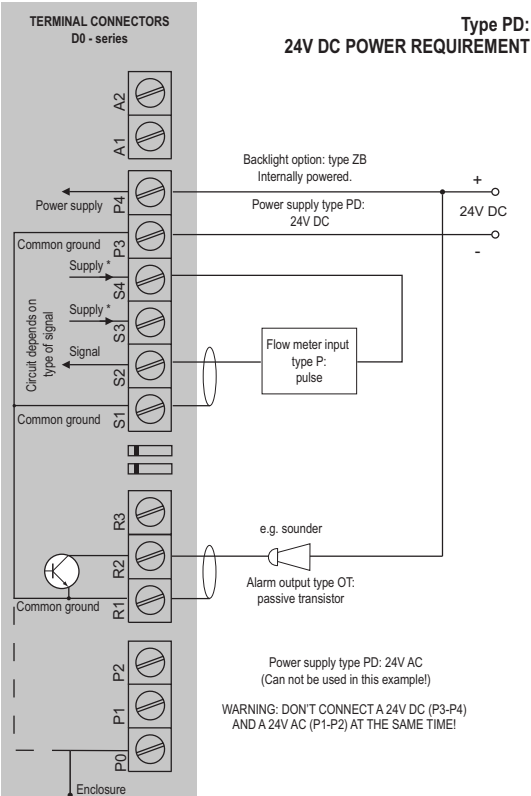 TERMINAL CONNECTORS
D0 - series
Type PD:
24V DC POWER REQUIREMENT
A2
A1
Backlight option: type ZB
Internally powered.
+
P4
Power supply
Power supply type PD:
24V DC
24V DC
P3
Common ground
-
Supply *
S4
Supply *
S3
Circuit depends on
type of signal
Signal
S2
Flow meter input
type P:
pulse
Common ground
S1
R3
e.g. sounder
R2
Alarm output type OT:
passive transistor
Common ground
R1
P2
Power supply type PD: 24V AC
(Can not be used in this example!)
P1
WARNING: DON'T CONNECT A 24V DC (P3-P4)
AND A 24V AC (P1-P2) AT THE SAME TIME!
P0
Enclosure